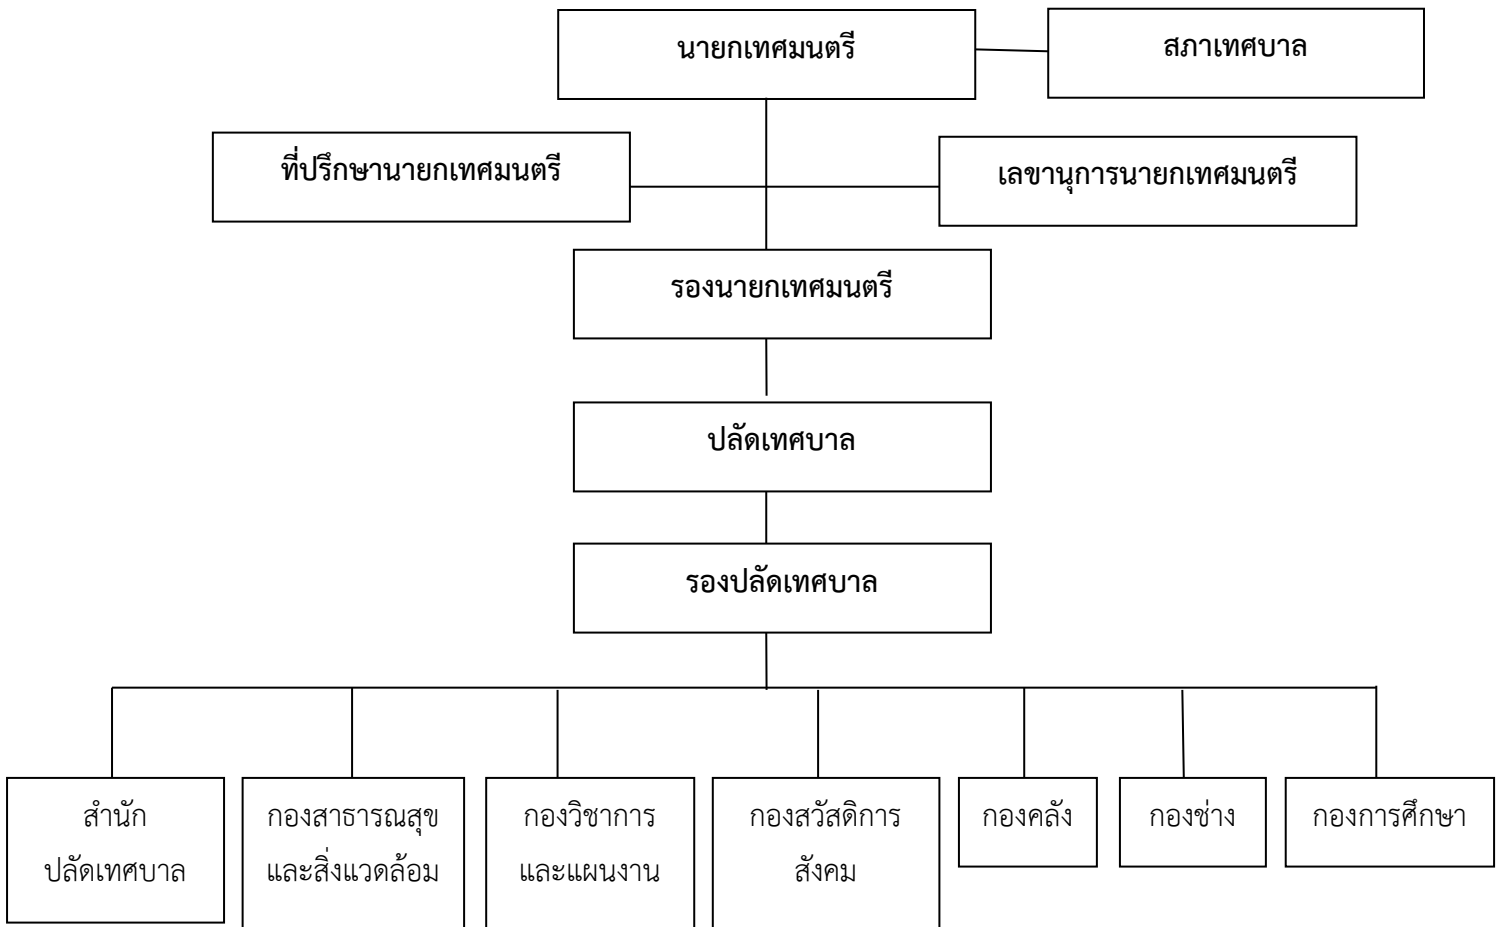 นายกเทศมนตรี
สภาเทศบาล
ที่ปรึกษานายกเทศมนตรี
เลขานุการนายกเทศมนตรี
รองนายกเทศมนตรี
ปลัดเทศบาล
รองปลัดเทศบาล
สำนัก
ปลัดเทศบาล
กองสาธารณสุข
และสิ่งแวดล้อม
กองวิชาการ
และแผนงาน
กองสวัสดิการ
สังคม
กองคลัง
กองช่าง
กองการศึกษา